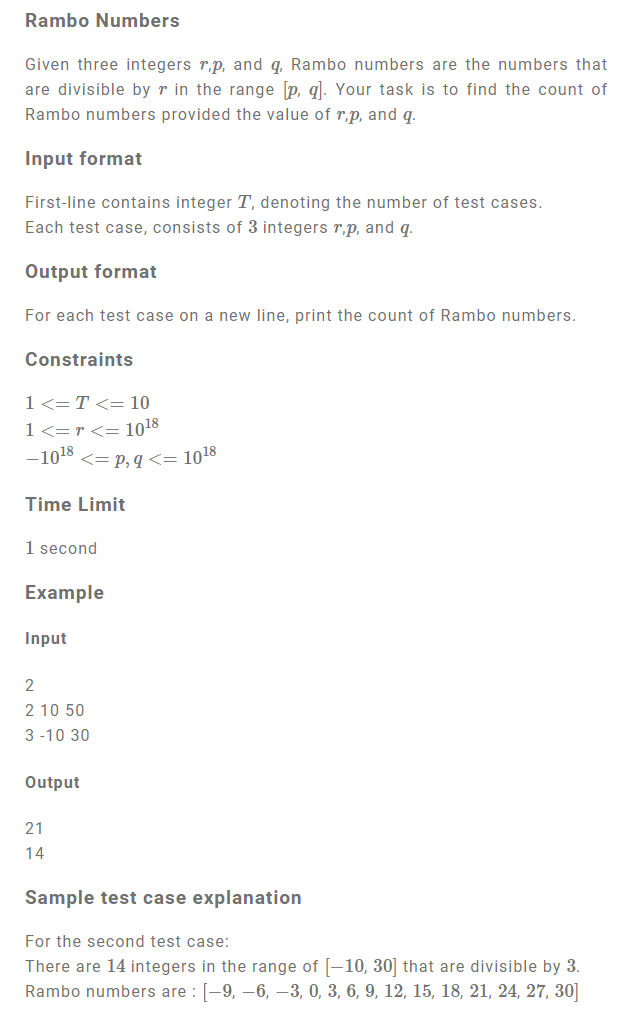 Rambo Numbers
Given three integers r,p, and q, Rambo numbers are the numbers that
are divisible by r in the range [p, q]. Your task is to find the count of
Rambo numbers provided the value of r,p, and q.
Input format
First-line contains integer T, denoting the number of test cases.
Each test case, consists of 3 integers r,p, and q.
Output format
For each test case on a new line, print the count of Rambo numbers.
Constraints
1 <= T <= 10
1 <= r <= 10^18
−10^18 <= p, q <= 10^18
Time Limit
1 second
Example
Input
2
2 10 50
3 -10 30
Output
21
14
Sample test case explanation
For the second test case:
There are 14 integers in the range of [−10, 30] that are divisible by 3.
Rambo numbers are : [−9, −6, −3, 0, 3, 6, 9, 12, 15, 18, 21, 24, 27, 30]